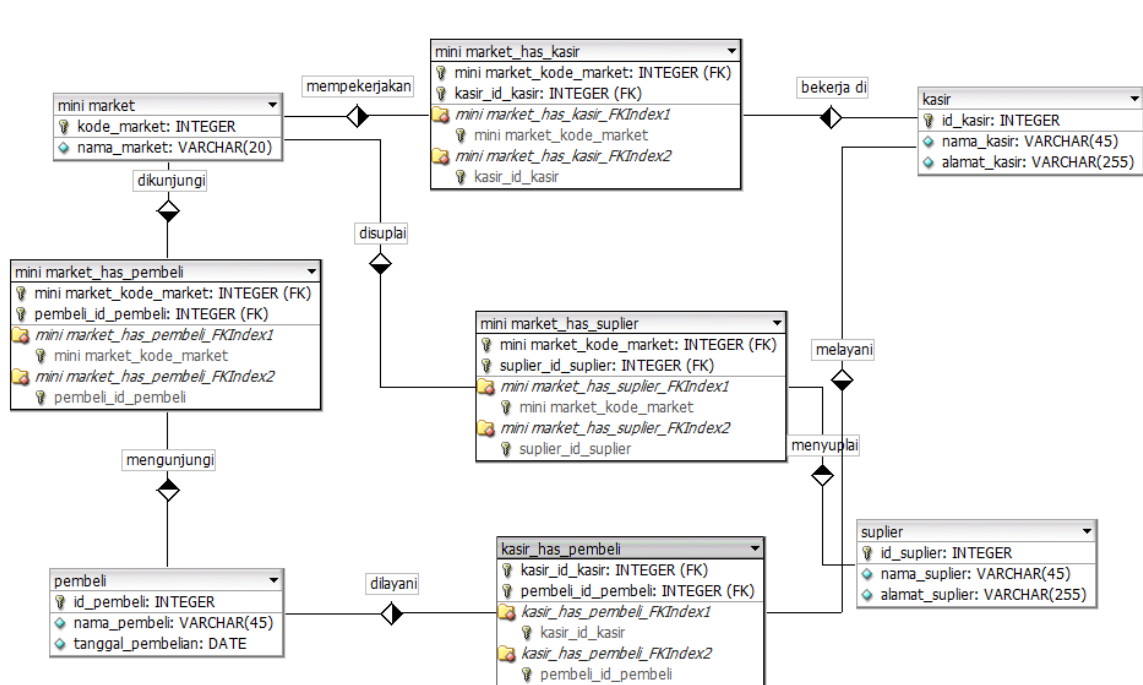 mini market_has_kasir
mini market_kode_market: INTEGER (FK)
kasir_id_kasir: INTEGER (FK)
mini market_has_kasir_FKIndex1
mini market_kode_market
mini market_has_kasir_FKIndex2
kasir_id_kasir
mempekerjakan
bekerja di
mini market
kode_market: INTEGER
nama_market: VARCHAR(20)
kasir
id_kasir: INTEGER
nama_kasir: VARCHAR(45)
alamat_kasir: VARCHAR(255)
dikunjungi
disuplai
mini market_has_pembeli
mini market_kode_market: INTEGER (FK)
pembeli_id_pembeli: INTEGER (FK)
mini market_has_pembeli_FKIndex1
mini market_kode_market
mini market_has_pembeli_FKIndex2
pembeli_id_pembeli
mini market_has_suplier
mini market_kode_market: INTEGER (FK)
suplier_id_suplier: INTEGER (FK)
mini market_has_suplier_FKIndex1
mini market_kode_market
mini market_has_suplier_FKIndex2
suplier_id_suplier
melayani
menyuplai
mengunjungi
suplier
id_suplier: INTEGER
nama_suplier: VARCHAR(45)
alamat_suplier: VARCHAR(255)
pembeli
id_pembeli: INTEGER
nama_pembeli: VARCHAR(45)
tanggal_pembelian: DATE
dilayani
kasir_has_pembeli
kasir_id_kasir: INTEGER (FK)
pembeli_id_pembeli: INTEGER (FK)
kasir_has_pembeli_FKIndex1
kasir_id_kasir
kasir_has_pembeli_FKIndex2
pembeli_id_pembeli